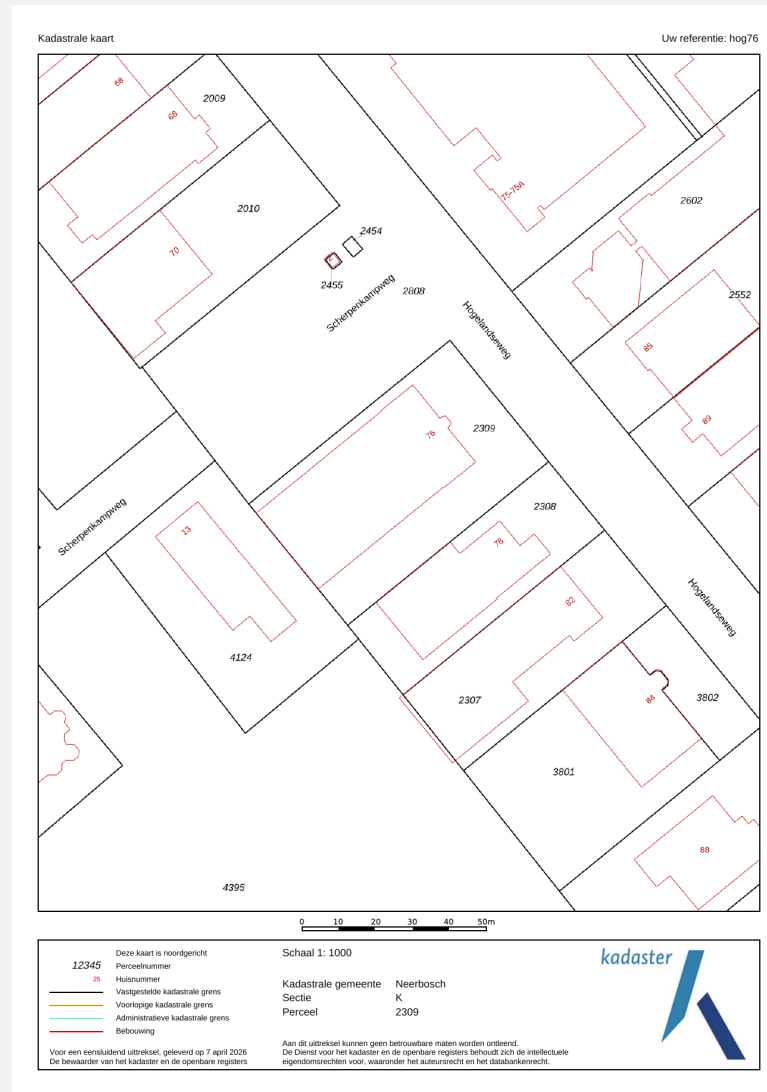 Kadastrale kaart
Uw referentie: hog76
68
2009
68
75-75A
2602
2010
2454
70
2455
2808
2552
Scherpenkampweg
Hogelandseweg
85
89
76
2309
2308
Scherpenkampweg
13
78
82
Hogelandseweg
4124
2307
84
3802
3801
88
4395
0 10 20 30 40 50m
Deze kaart is noordgericht
12345 Perceelnummer
25 Huisnummer
Vastgestelde kadastrale grens
Voorlopige kadastrale grens
Administratieve kadastrale grens
Bebouwing
Voor een eensluidend uittreksel, geleverd op 7 april 2026
De bewaarder van het kadaster en de openbare registers
Schaal 1: 1000
Kadastrale gemeente Neerbosch
Sectie K
Perceel 2309
Aan dit uittreksel kunnen geen betrouwbare maten worden ontleend.
De Dienst voor het kadaster en de openbare registers behoudt zich de intellectuele
eigendomsrechten voor, waaronder het auteursrecht en het databankenrecht.
kadaster